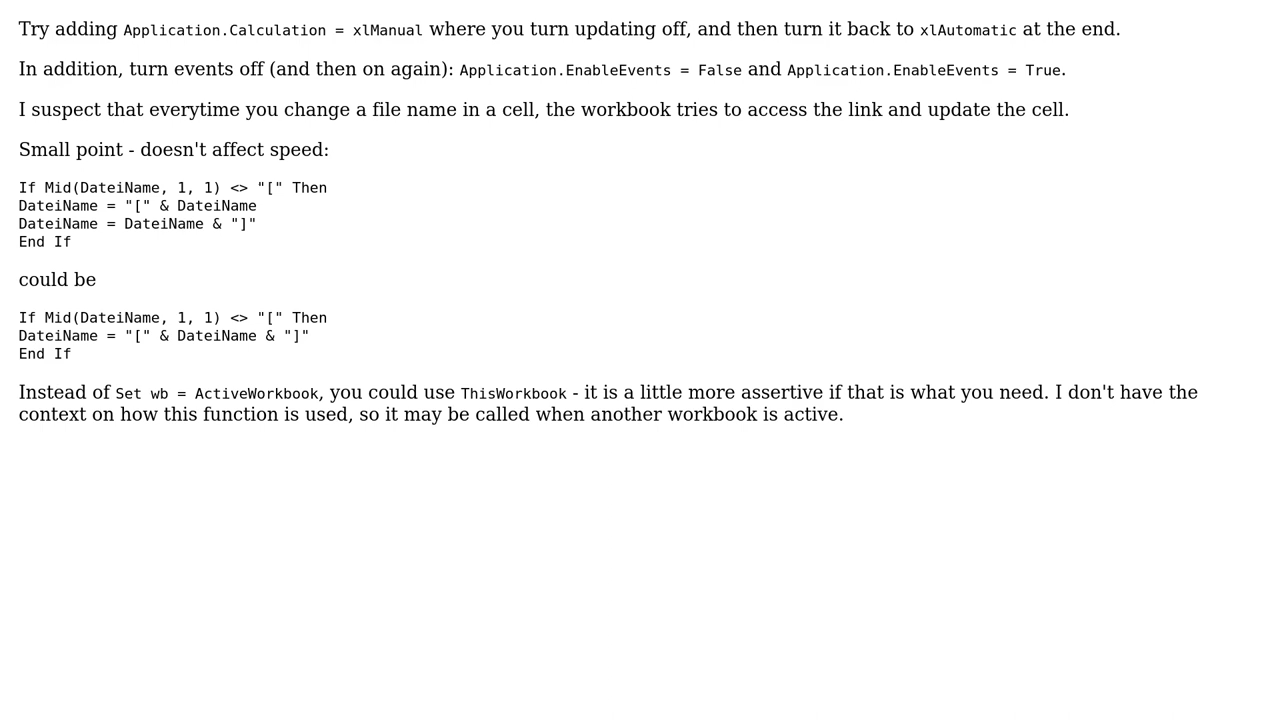 Try adding Application.Calculation = xlManual where you turn updating off, and then turn it back to xlAutomatic at the end.
In addition, turn events off (and then on again): Application.EnableEvents = False and Application.EnableEvents = True.
I suspect that everytime you change a file name in a cell, the workbook tries to access the link and update the cell.
Small point - doesn't affect speed:
If Mid(DateiName, 1, 1) <> "[" Then
DateiName = "[" & DateiName
DateiName = DateiName & "]"
End If
could be
If Mid(DateiName, 1, 1) <> "[" Then
DateiName = "[" & DateiName & "]"
End If
Instead of Set wb = ActiveWorkbook, you could use ThisWorkbook - it is a little more assertive if that is what you need. I don't have the
context on how this function is used, so it may be called when another workbook is active.